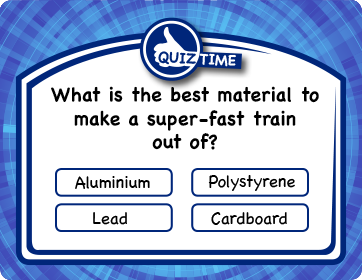 QUIZ TIME
What is the best material to
make a super-fast train
out of?
Aluminium
Polystyrene
Lead
Cardboard